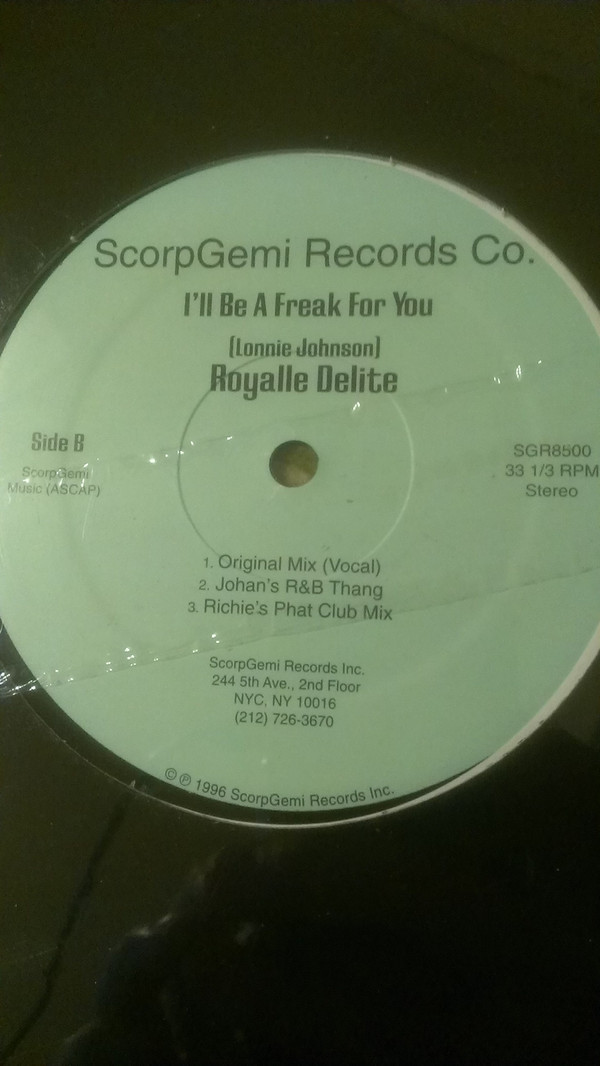 ScorpGemi Records Co.
I'll Be A Freak For You
(Lonnie Johnson)
Royalle Delite
Side B
ScorpGemi
Music (ASCAP)
SGR8500
33 1/3 RPM
Stereo
1. Original Mix (Vocal)
2. Johan's R&B Thang
3. Richie's Phat Club Mix
ScorpGemi Records Inc.
244 5th Ave., 2nd Floor
NYC, NY 10016
(212) 726-3670
© ℗ 1996 ScorpGemi Records Inc.